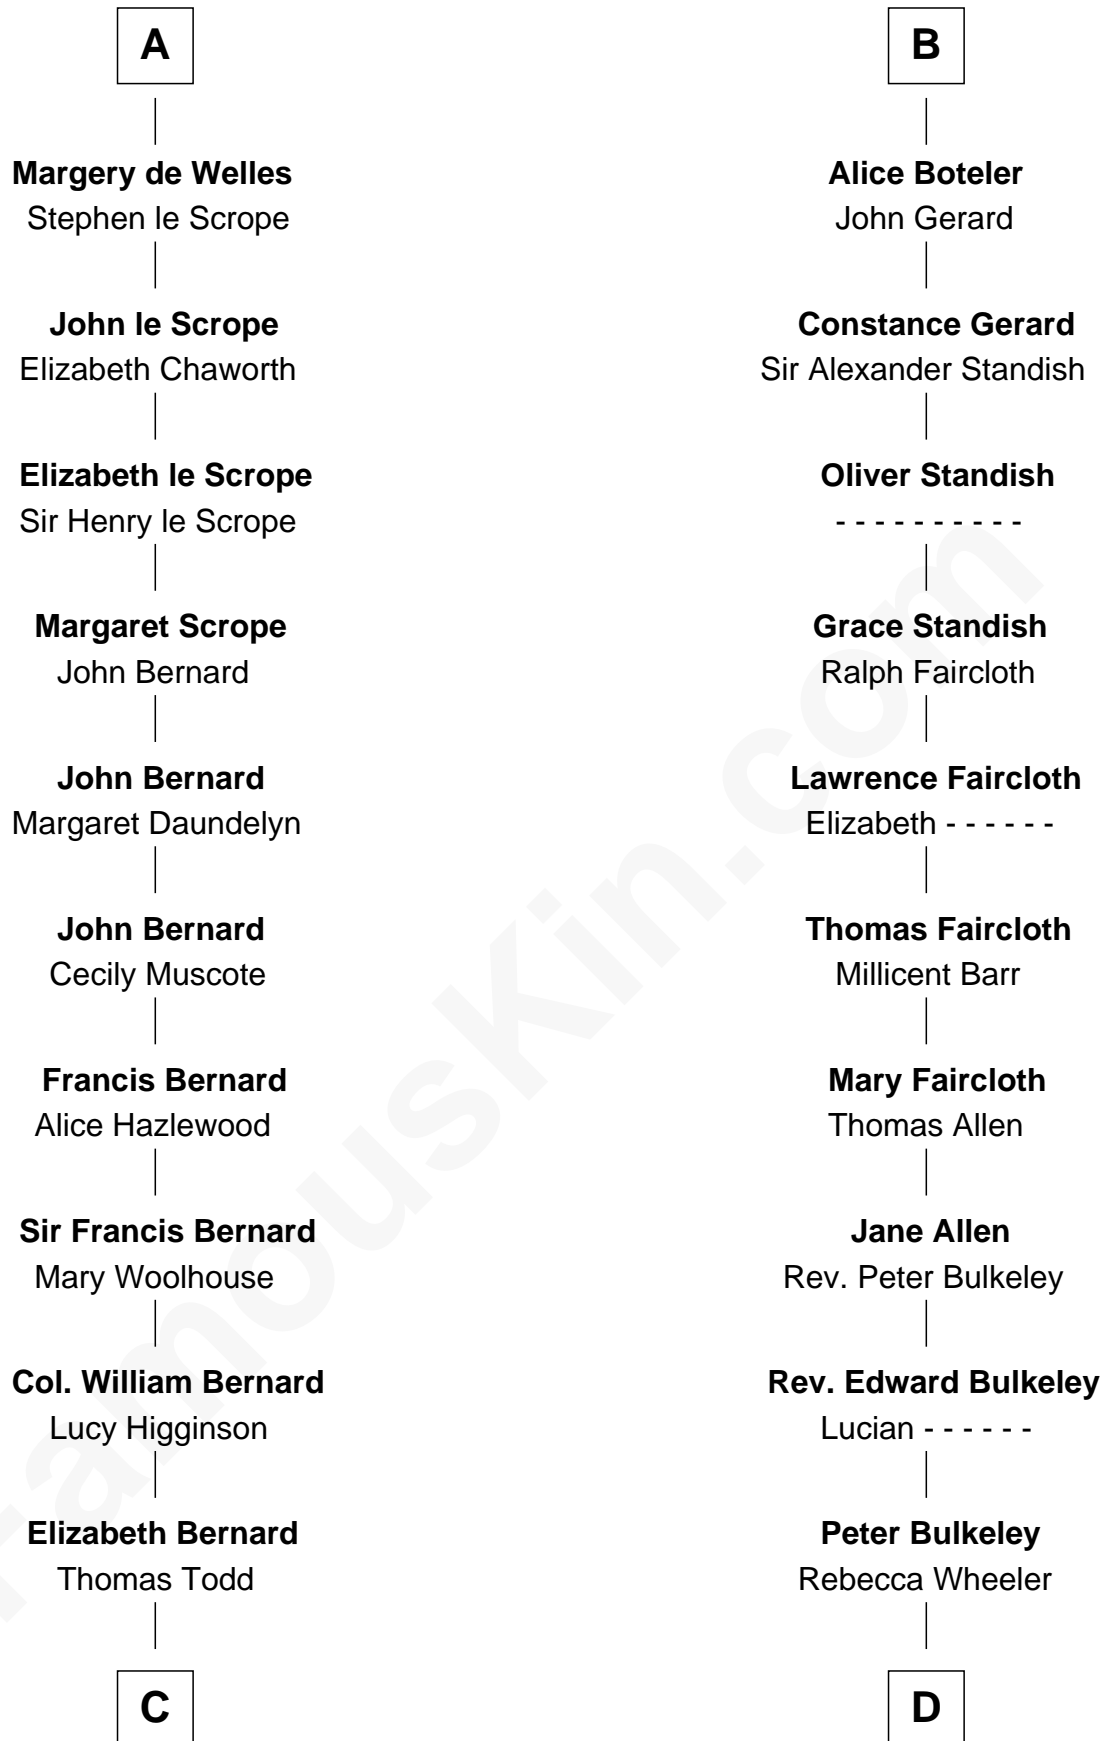 A
Margery de Welles
Stephen le Scrope
John le Scrope
Elizabeth Chaworth
Elizabeth le Scrope
Sir Henry le Scrope
Margaret Scrope
John Bernard
John Bernard
Margaret Daundelyn
John Bernard
Cecily Muscote
Francis Bernard
Alice Hazlewood
Sir Francis Bernard
Mary Woolhouse
Col. William Bernard
Lucy Higginson
Elizabeth Bernard
Thomas Todd
C
B
Alice Boteler
John Gerard
Constance Gerard
Sir Alexander Standish
Oliver Standish
- - - - - - - - - -
Grace Standish
Ralph Faircloth
Lawrence Faircloth
Elizabeth - - - - - -
Thomas Faircloth
Millicent Barr
Mary Faircloth
Thomas Allen
Jane Allen
Rev. Peter Bulkeley
Rev. Edward Bulkeley
Lucian - - - - - -
Peter Bulkeley
Rebecca Wheeler
D
FamousKin.com